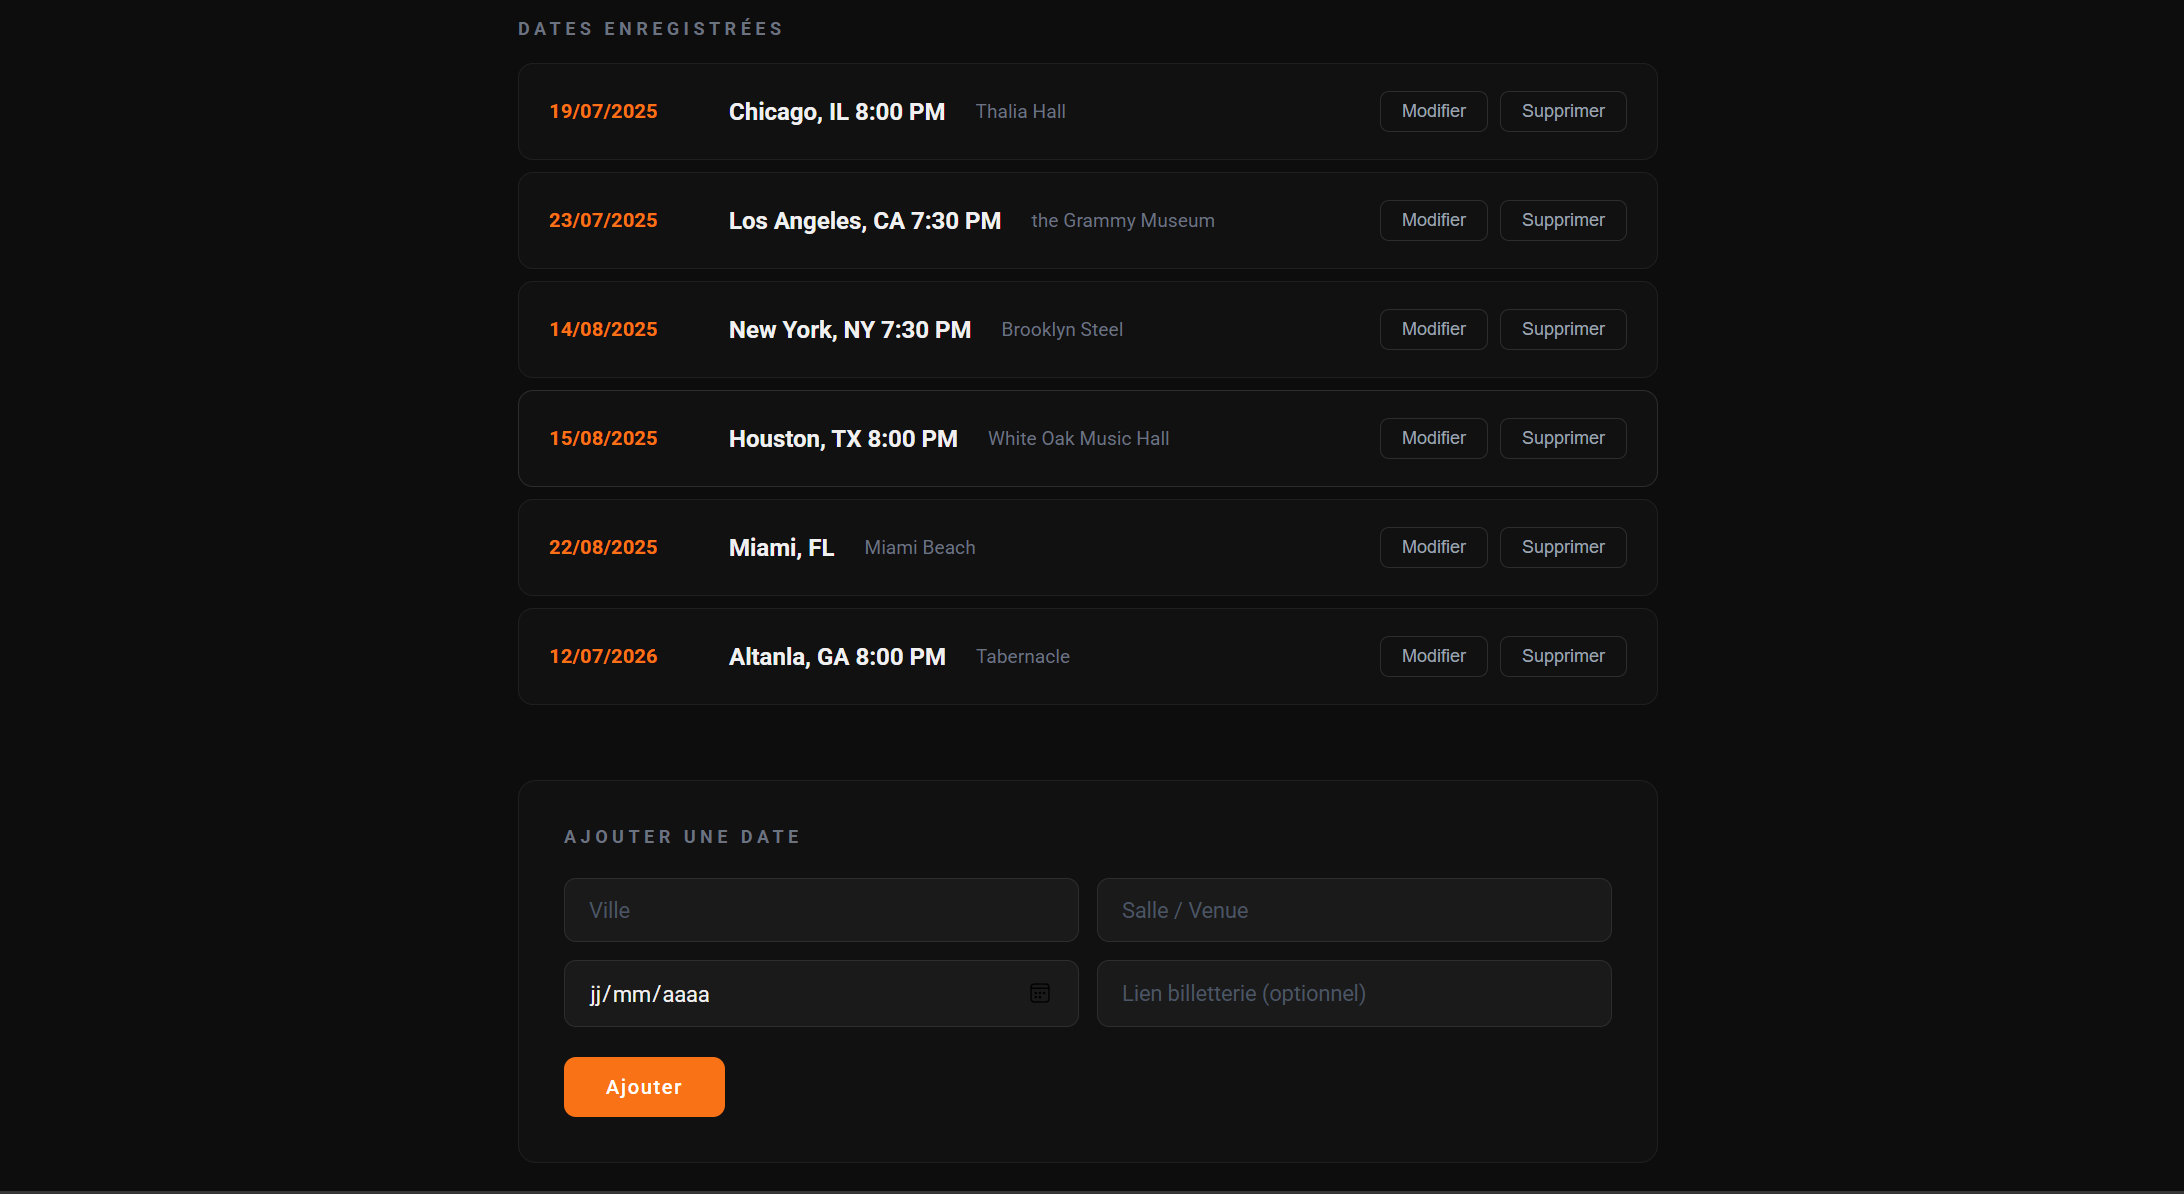 DATES ENREGISTRÉES
19/07/2025 Chicago, IL 8:00 PM Thalia Hall Modifier Supprimer
23/07/2025 Los Angeles, CA 7:30 PM the Grammy Museum Modifier Supprimer
14/08/2025 New York, NY 7:30 PM Brooklyn Steel Modifier Supprimer
15/08/2025 Houston, TX 8:00 PM White Oak Music Hall Modifier Supprimer
22/08/2025 Miami, FL Miami Beach Modifier Supprimer
12/07/2026 Altanla, GA 8:00 PM Tabernacle Modifier Supprimer
AJOUTER UNE DATE
Ville Salle / Venue
jj/mm/aaaa Lien billetterie (optionnel)
Ajouter